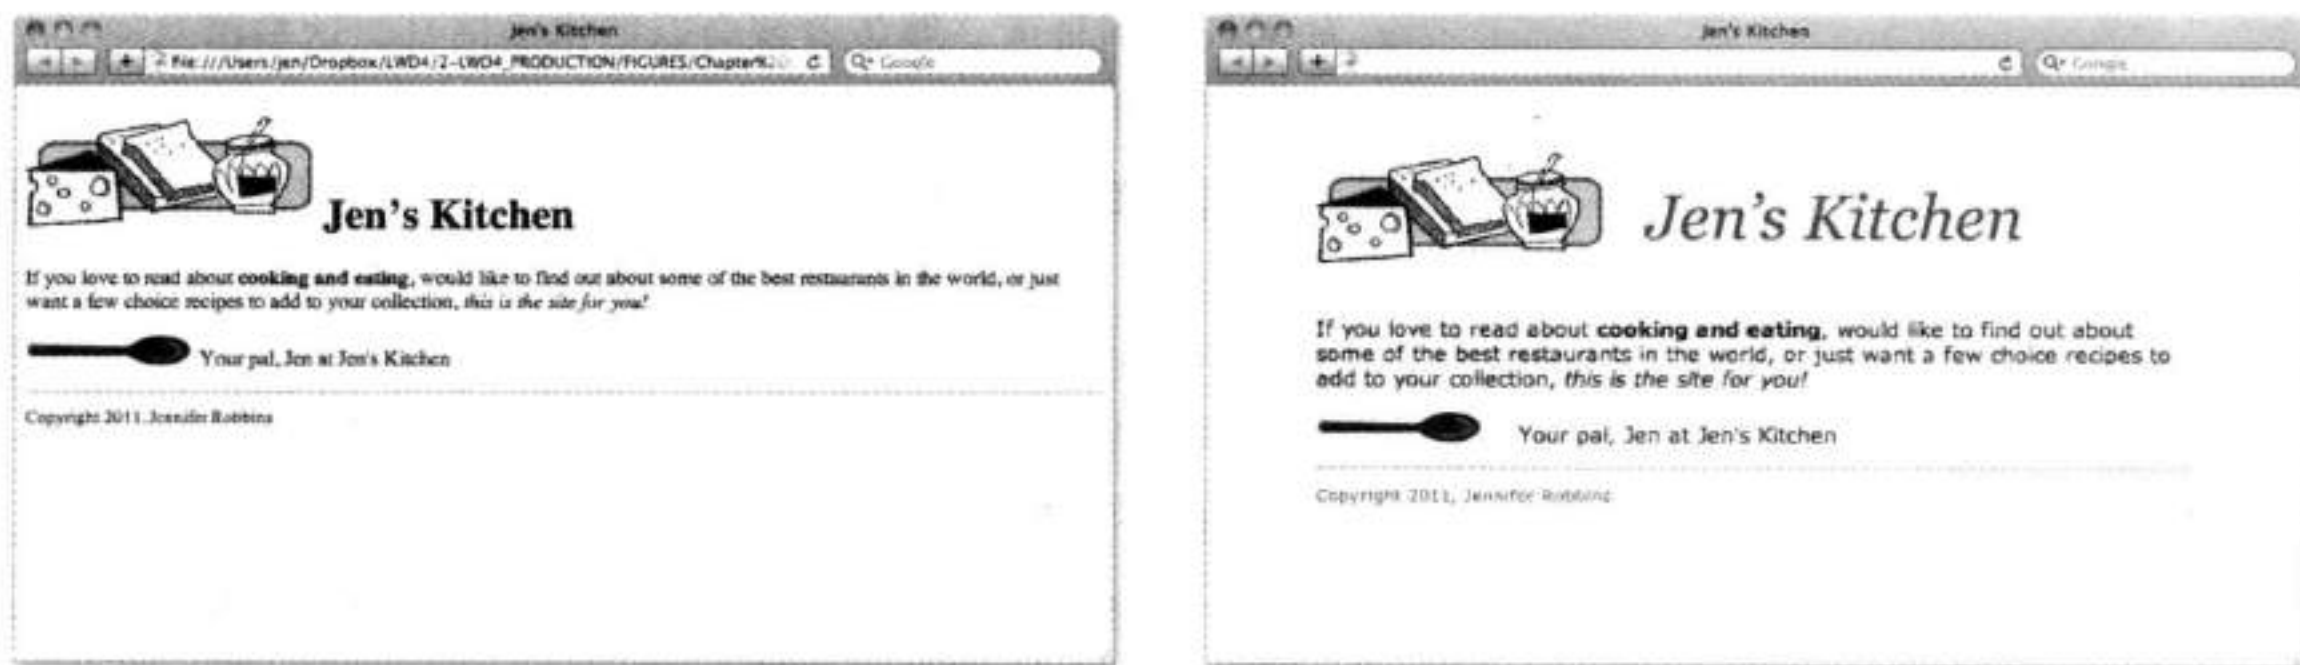 Jen's Kitchen
file:///Users/jen/Dropbox/LWD4/2-LWD4_PRODUCTION/FIGURES/Chapter%20
Google
Jen's Kitchen
If you love to read about cooking and eating, would like to find out about some of the best restaurants in the world, or just
want a few choice recipes to add to your collection, this is the site for you!
Your pal, Jen at Jen's Kitchen
Copyright 2011, Jennifer Robbins
Jen's Kitchen
Google
Jen's Kitchen
If you love to read about cooking and eating, would like to find out about
some of the best restaurants in the world, or just want a few choice recipes to
add to your collection, this is the site for you!
Your pal, Jen at Jen's Kitchen
Copyright 2011, Jennifer Robbins